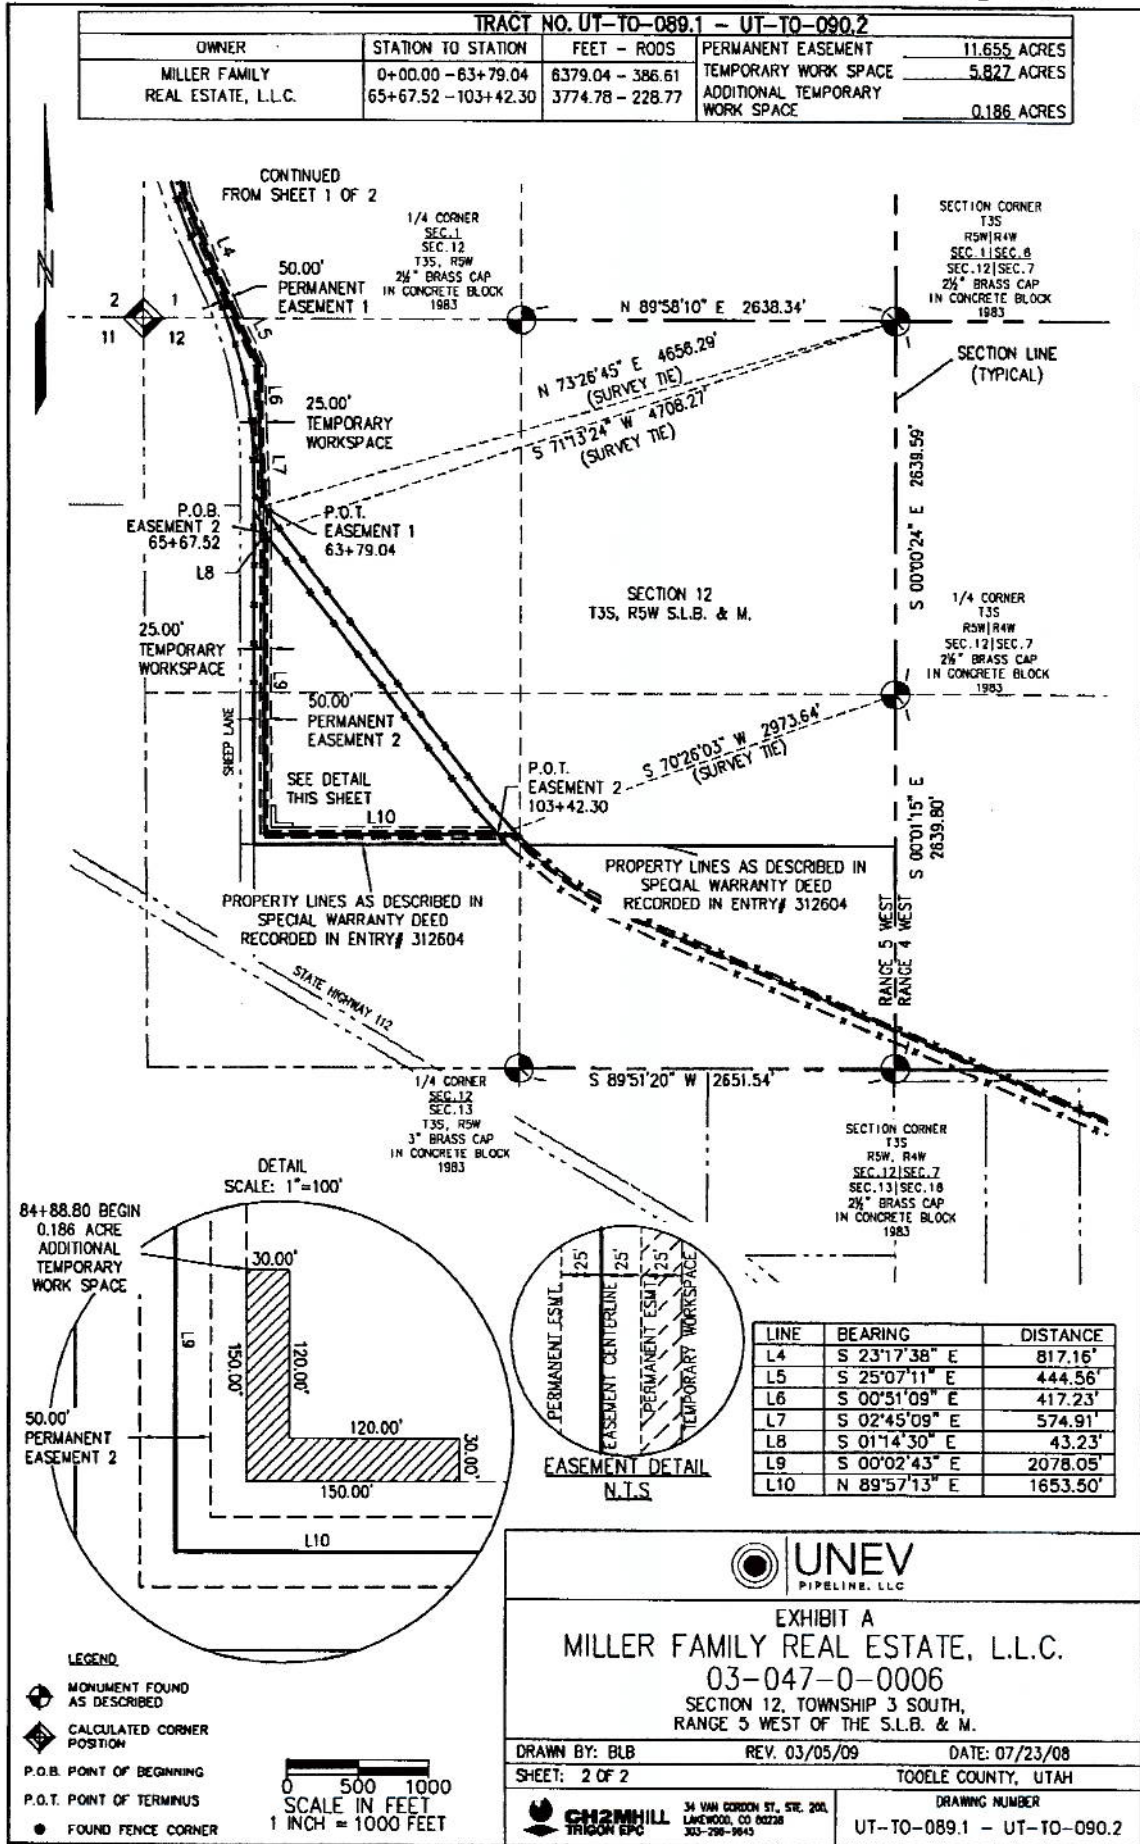 TRACT NO. UT-TO-089.1 - UT-TO-090.2
OWNER
STATION TO STATION
FEET - RODS
MILLER FAMILY
REAL ESTATE, L.L.C.
0+00.00 -63+79.04
6379.04 - 386.61
65+67.52 -103+42.30
3774.78 - 228.77
PERMANENT EASEMENT 11.655 ACRES
TEMPORARY WORK SPACE 5.827 ACRES
ADDITIONAL TEMPORARY
WORK SPACE 0.186 ACRES
CONTINUED
FROM SHEET 1 OF 2
N
L4
50.00'
PERMANENT
EASEMENT 1
1/4 CORNER
SEC.1
SEC.12
T3S, R5W
2½" BRASS CAP
IN CONCRETE BLOCK
1983
SECTION CORNER
T3S
R5W|R4W
SEC.1|SEC.6
SEC.12|SEC.7
2½" BRASS CAP
IN CONCRETE BLOCK
1983
2 1
11 12
L5
N 89°58'10" E 2638.34'
SECTION LINE
(TYPICAL)
N 73°26'45" E 4656.29'
(SURVEY TIE)
S 71°13'24" W 4708.27'
(SURVEY TIE)
L6
25.00'
TEMPORARY
WORKSPACE
L7
S 00°00'24" E 2639.59'
P.O.B.
EASEMENT 2
65+67.52
P.O.T.
EASEMENT 1
63+79.04
L8
SECTION 12
T3S, R5W S.L.B. & M.
1/4 CORNER
T3S
R5W|R4W
SEC.12|SEC.7
2½" BRASS CAP
IN CONCRETE BLOCK
1983
25.00'
TEMPORARY
WORKSPACE
L9
50.00'
PERMANENT
EASEMENT 2
SHEEP LANE
S 70°26'03" W 2973.64'
(SURVEY TIE)
SEE DETAIL
THIS SHEET
L10
P.O.T.
EASEMENT 2
103+42.30
S 00°01'15" E
2639.80'
PROPERTY LINES AS DESCRIBED IN
SPECIAL WARRANTY DEED
RECORDED IN ENTRY# 312604
PROPERTY LINES AS DESCRIBED IN
SPECIAL WARRANTY DEED
RECORDED IN ENTRY# 312604
RANGE 5 WEST
RANGE 4 WEST
STATE HIGHWAY 112
S 89°51'20" W 2651.54'
1/4 CORNER
SEC.12
SEC.13
T3S, R5W
3" BRASS CAP
IN CONCRETE BLOCK
1983
SECTION CORNER
T3S
R5W, R4W
SEC.12|SEC.7
SEC.13|SEC.18
2½" BRASS CAP
IN CONCRETE BLOCK
1983
DETAIL
SCALE: 1"=100'
84+88.80 BEGIN
0.186 ACRE
ADDITIONAL
TEMPORARY
WORK SPACE
30.00'
L9
150.00'
120.00'
120.00'
30.00'
150.00'
50.00'
PERMANENT
EASEMENT 2
L10
25'
25'
25'
PERMANENT ESMT.
EASEMENT CENTERLINE
PERMANENT ESMT.
TEMPORARY WORKSPACE
EASEMENT DETAIL
N.T.S
LINE BEARING DISTANCE
L4 S 23°17'38" E 817.16'
L5 S 25°07'11" E 444.56'
L6 S 00°51'09" E 417.23'
L7 S 02°45'09" E 574.91'
L8 S 01°14'30" E 43.23'
L9 S 00°02'43" E 2078.05'
L10 N 89°57'13" E 1653.50'
UNEV
PIPELINE, LLC
EXHIBIT A
MILLER FAMILY REAL ESTATE, L.L.C.
03-047-0-0006
SECTION 12, TOWNSHIP 3 SOUTH,
RANGE 5 WEST OF THE S.L.B. & M.
DRAWN BY: BLB REV. 03/05/09 DATE: 07/23/08
SHEET: 2 OF 2 TOOELE COUNTY, UTAH
CH2MHILL
TRIGON EPC
34 VAN GORDON ST., STE. 200,
LAKEWOOD, CO 80228
303-298-9645
DRAWING NUMBER
UT-TO-089.1 - UT-TO-090.2
LEGEND
MONUMENT FOUND
AS DESCRIBED
CALCULATED CORNER
POSITION
P.O.B. POINT OF BEGINNING
P.O.T. POINT OF TERMINUS
FOUND FENCE CORNER
0 500 1000
SCALE IN FEET
1 INCH = 1000 FEET